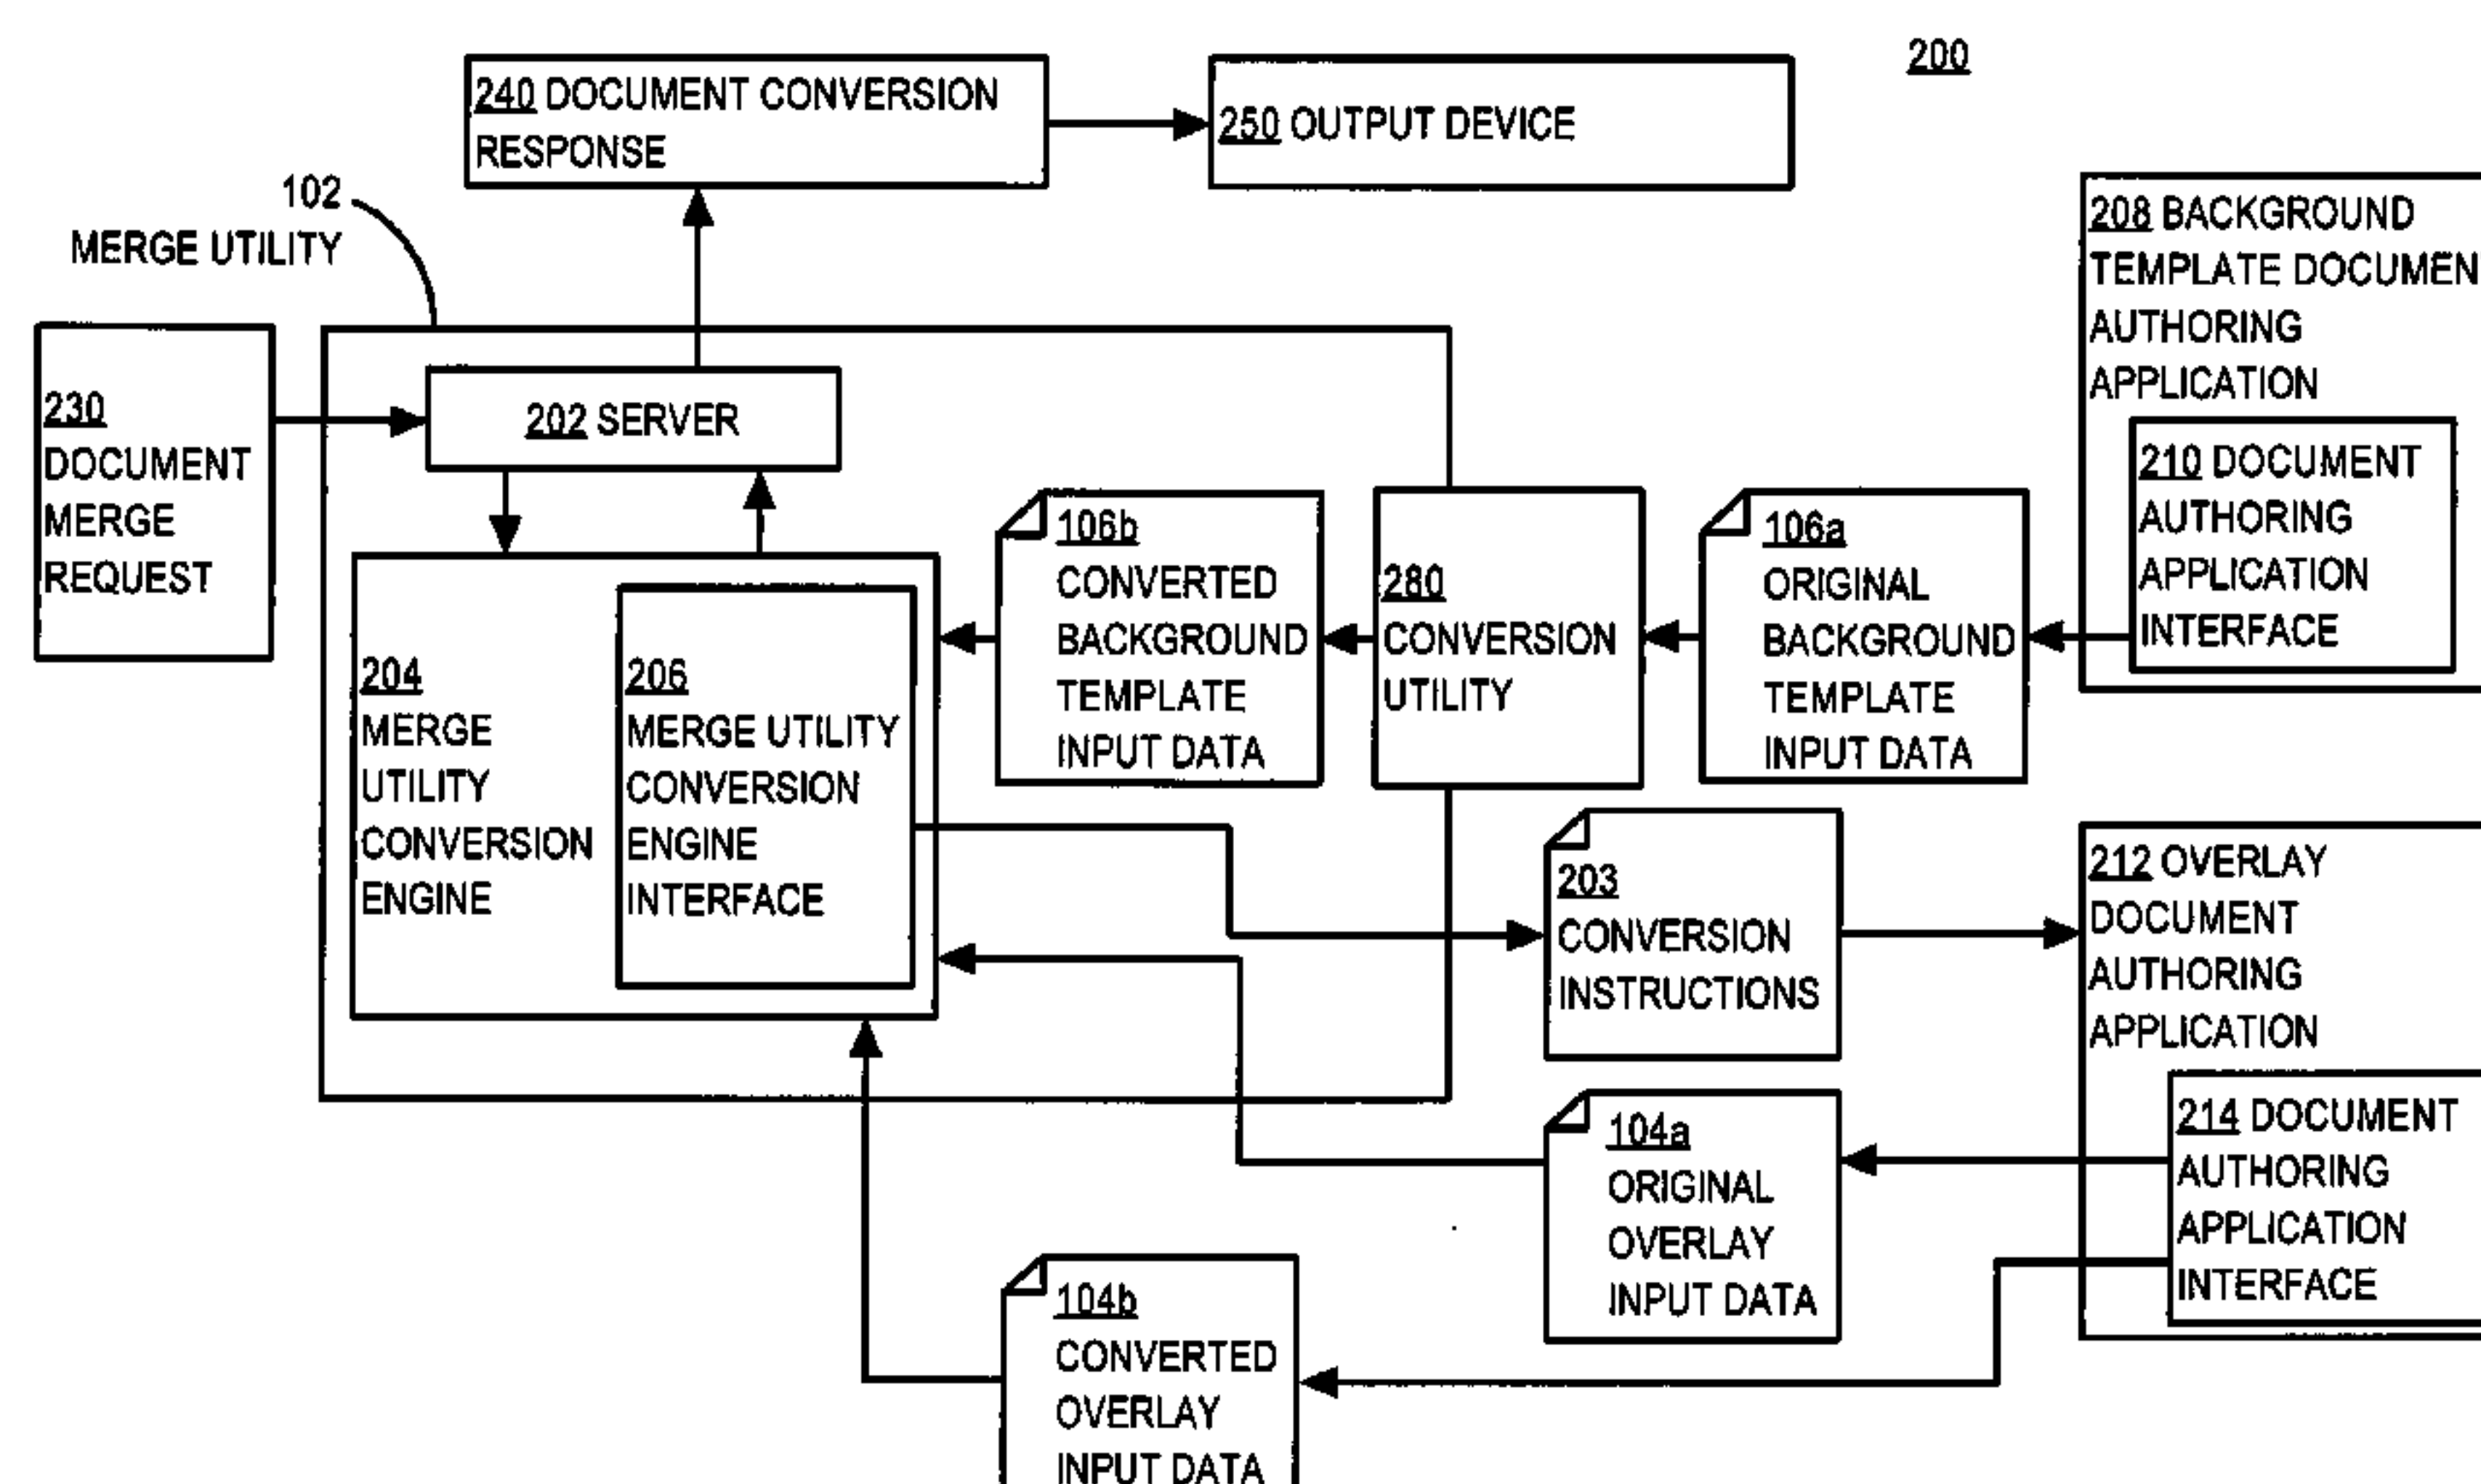 200
240 DOCUMENT CONVERSION
RESPONSE
250 OUTPUT DEVICE
102
MERGE UTILITY
208 BACKGROUND
TEMPLATE DOCUMEN
AUTHORING
APPLICATION
210 DOCUMENT
AUTHORING
APPLICATION
INTERFACE
230
DOCUMENT
MERGE
REQUEST
202 SERVER
106b
CONVERTED
BACKGROUND
TEMPLATE
INPUT DATA
280
CONVERSION
UTILITY
106a
ORIGINAL
BACKGROUND
TEMPLATE
INPUT DATA
204
MERGE
UTILITY
CONVERSION
ENGINE
206
MERGE UTILITY
CONVERSION
ENGINE
INTERFACE
203
CONVERSION
INSTRUCTIONS
212 OVERLAY
DOCUMENT
AUTHORING
APPLICATION
214 DOCUMENT
AUTHORING
APPLICATION
INTERFACE
104a
ORIGINAL
OVERLAY
INPUT DATA
104b
CONVERTED
OVERLAY
INPUT DATA